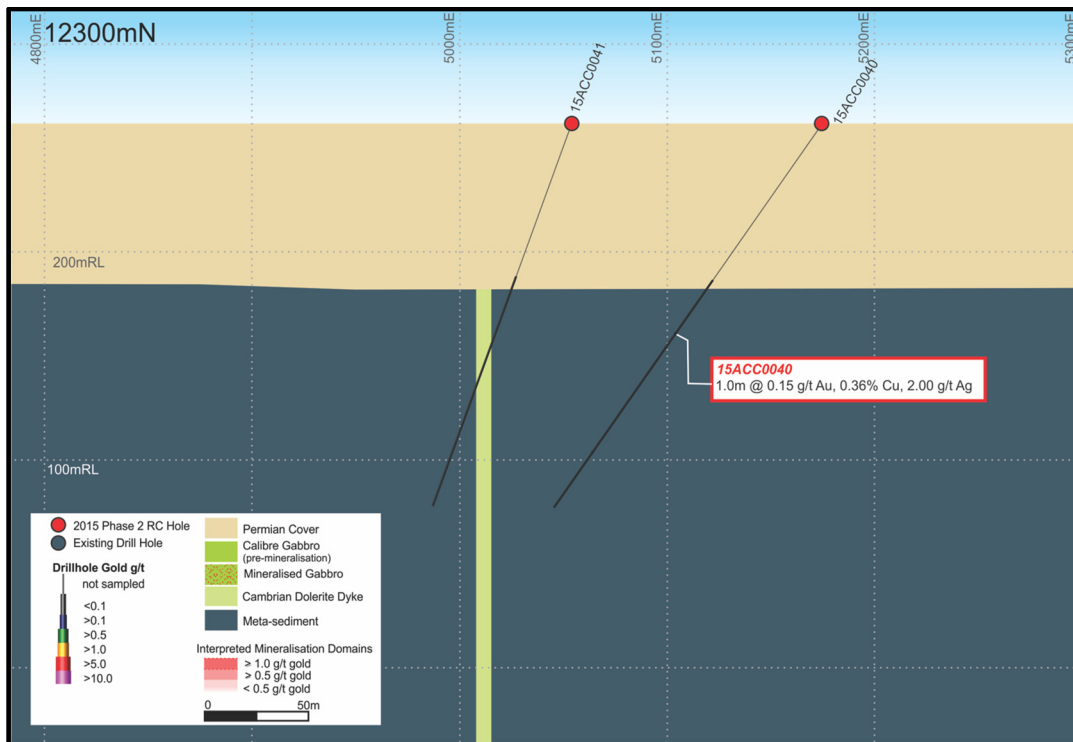 12300mN
4800mE
5000mE
5100mE
5200mE
5300mE
15ACC0041
15ACC0040
200mRL
15ACC0040
1.0m @ 0.15 g/t Au, 0.36% Cu, 2.00 g/t Ag
100mRL
2015 Phase 2 RC Hole
Existing Drill Hole
Drillhole Gold g/t
not sampled
<0.1
>0.1
>0.5
>1.0
>5.0
>10.0
Permian Cover
Calibre Gabbro
(pre-mineralisation)
Mineralised Gabbro
Cambrian Dolerite Dyke
Meta-sediment
Interpreted Mineralisation Domains
> 1.0 g/t gold
> 0.5 g/t gold
< 0.5 g/t gold
0 50m